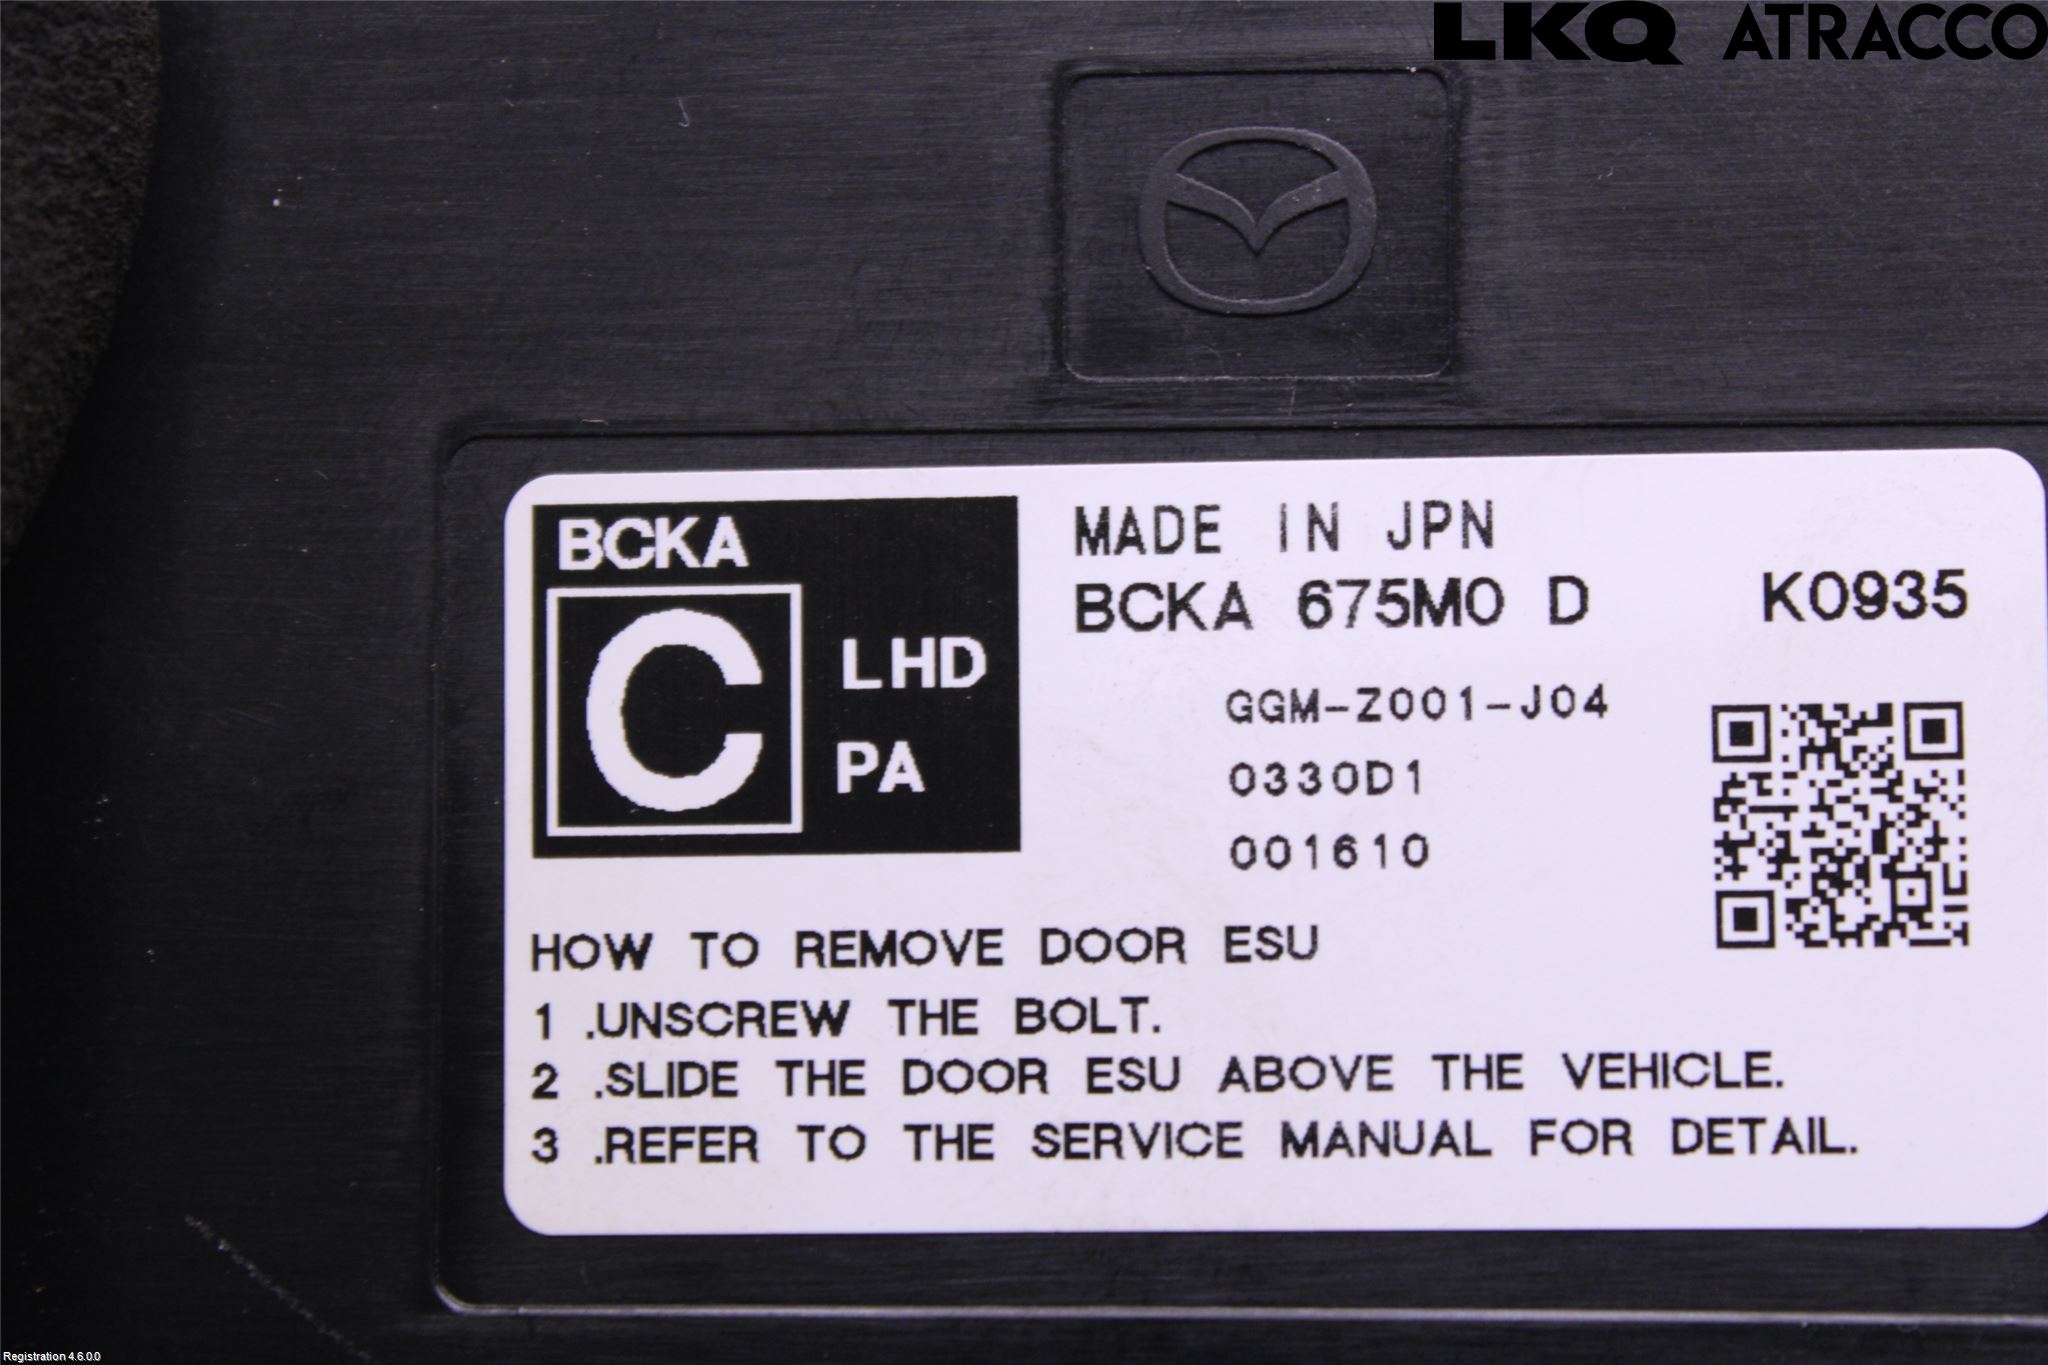 LKQ ATRACCO
BCKA
C
LHD
PA
MADE IN JPN
BCKA 675M0 D K0935
GGM-Z001-J04
0330D1
001610
HOW TO REMOVE DOOR ESU
1 .UNSCREW THE BOLT.
2 .SLIDE THE DOOR ESU ABOVE THE VEHICLE.
3 .REFER TO THE SERVICE MANUAL FOR DETAIL.
Registration 4.6.0.0